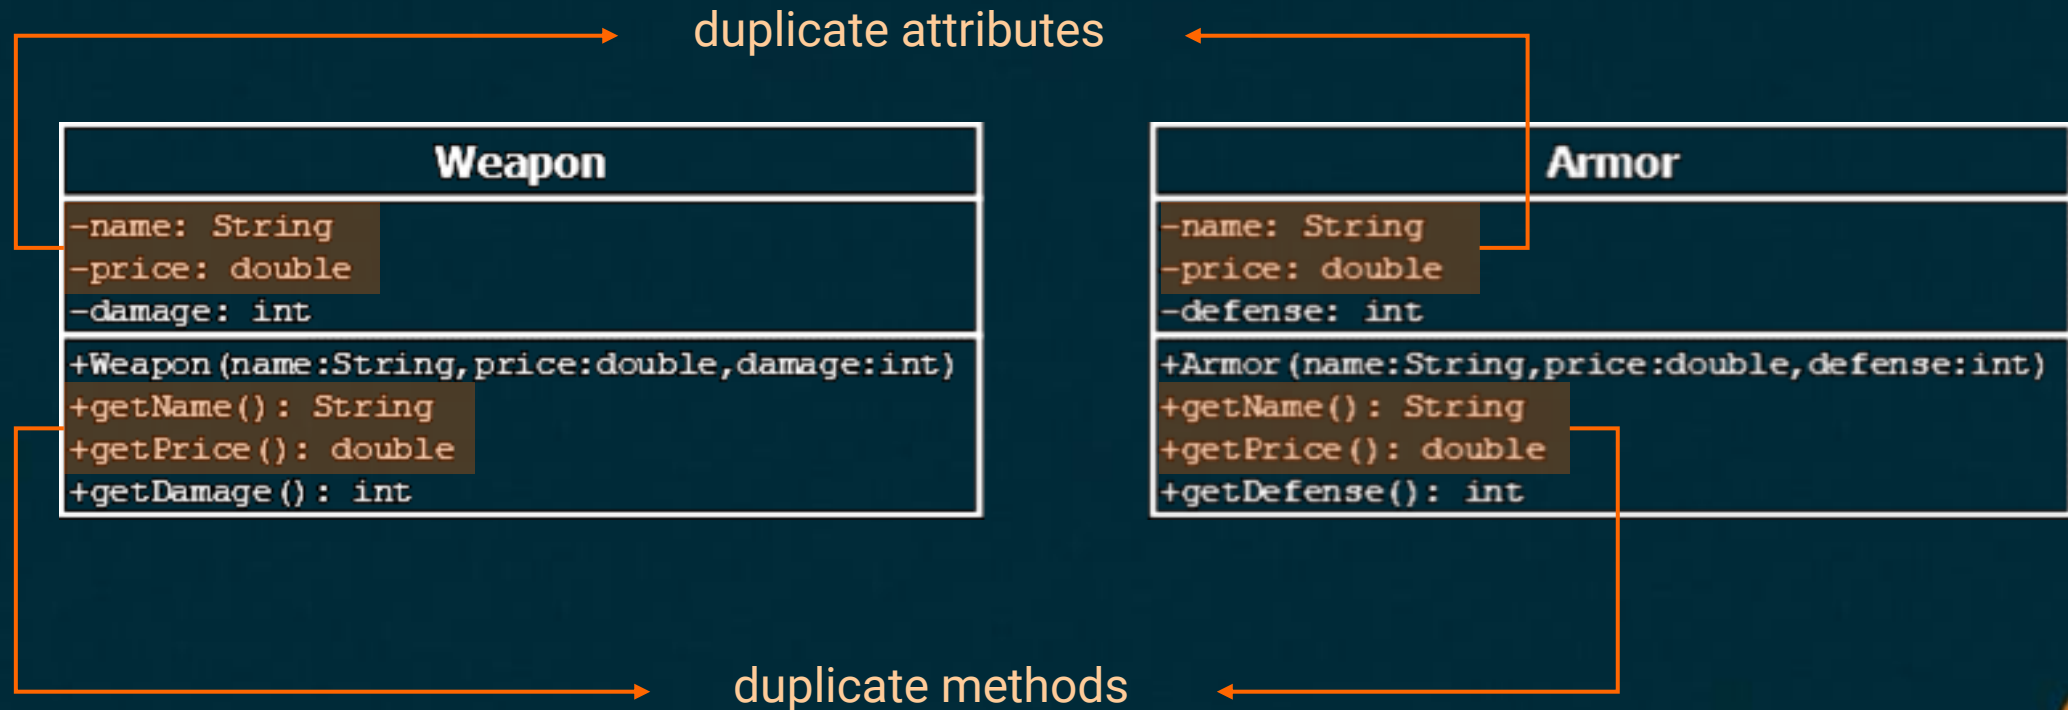 duplicate attributes
Weapon
-name: String
-price: double
-damage: int
+Weapon(name:String,price:double,damage:int)
+getName(): String
+getPrice(): double
+getDamage(): int
Armor
-name: String
-price: double
-defense: int
+Armor(name:String,price:double,defense:int)
+getName(): String
+getPrice(): double
+getDefense(): int
duplicate methods